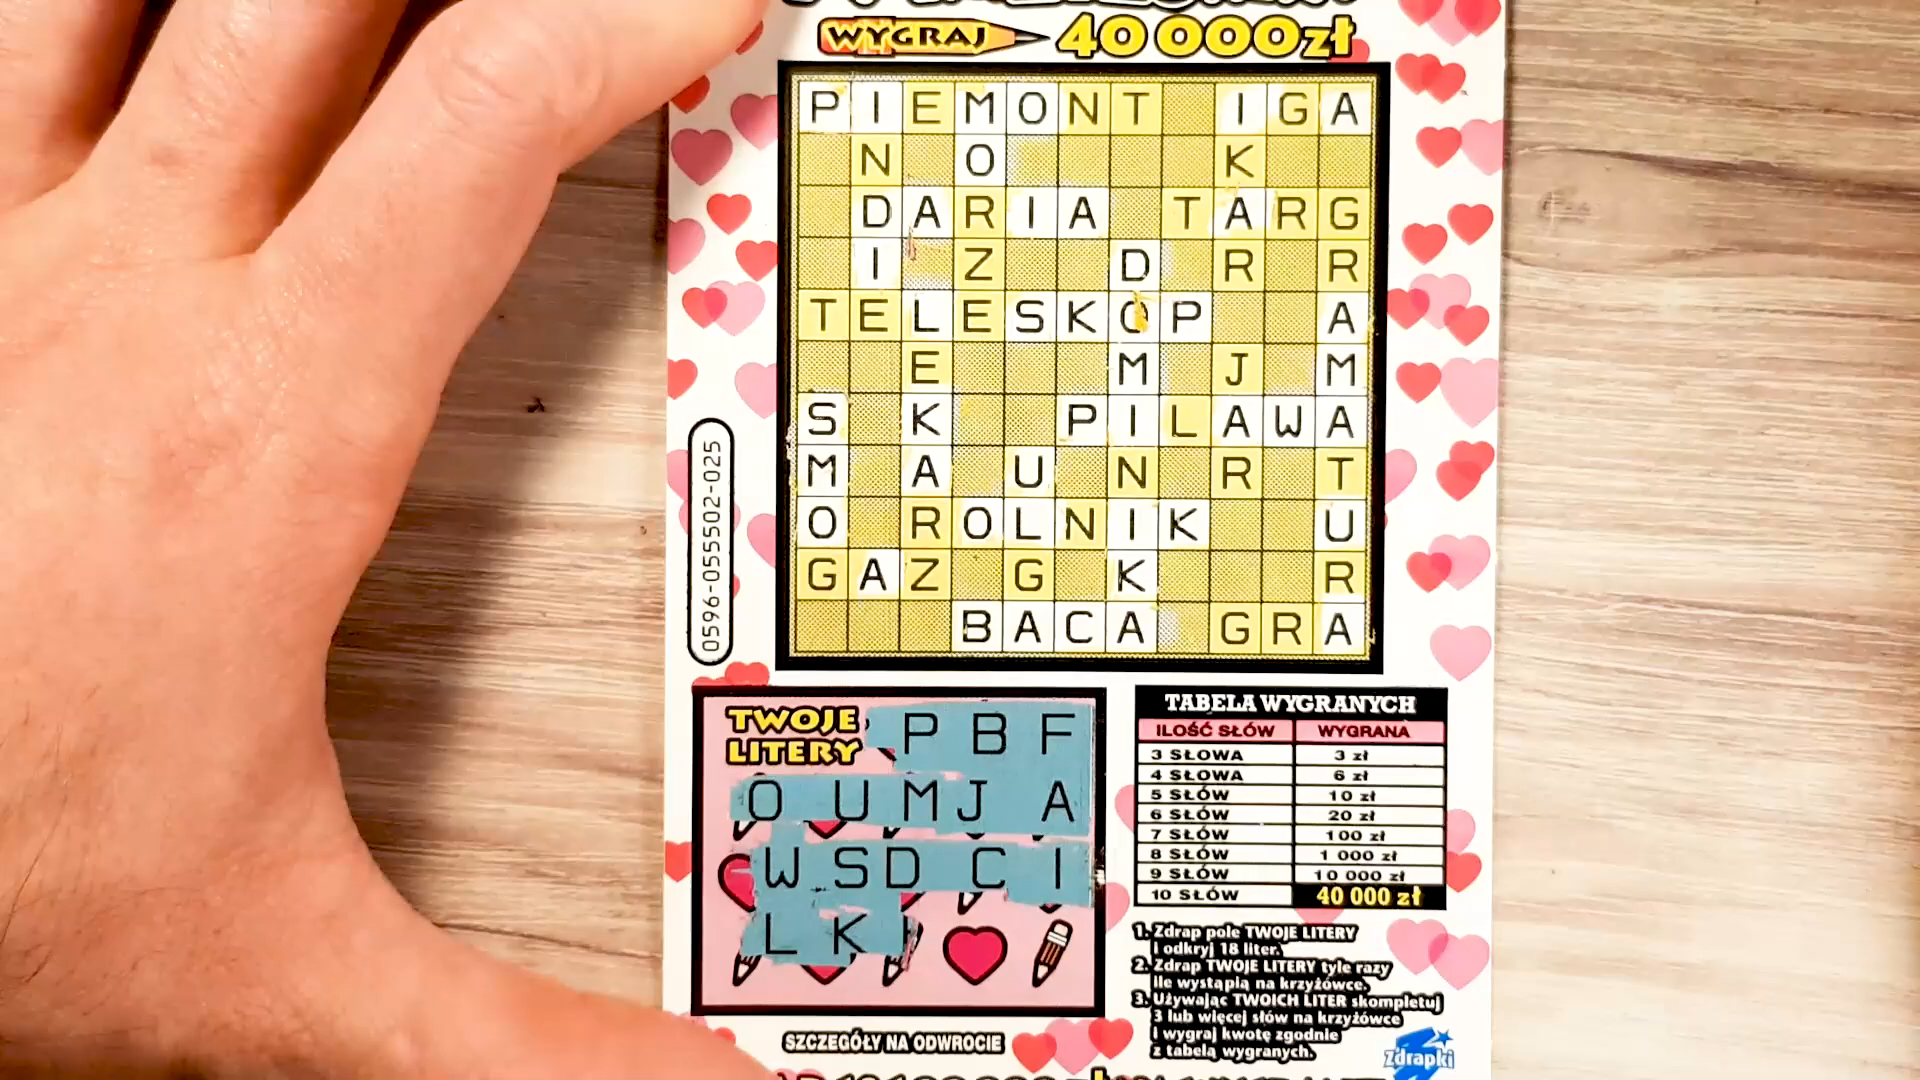 WYGRAJ 40 000 zł
PIEMONT IGA
N O K
DARIA TARG
I Z D R R
TELESKOP A
E M J M
S K PILAWA
M A U N R T
O ROLNIK U
GAZ G K R
BACA GRA
0596-055502-025
TWOJE P B F
LITERY
O U M J A
W S D C I
L K
TABELA WYGRANYCH
ILOŚĆ SŁÓW WYGRANA
3 SŁOWA 3 zł
4 SŁOWA 6 zł
5 SŁÓW 10 zł
6 SŁÓW 20 zł
7 SŁÓW 100 zł
8 SŁÓW 1 000 zł
9 SŁÓW 10 000 zł
10 SŁÓW 40 000 zł
1. Zdrap pole TWOJE LITERY
i odkryj 18 liter.
2. Zdrap TWOJE LITERY tyle razy
ile wystąpią na krzyżówce.
3. Używając TWOICH LITER skompletuj
3 lub więcej słów na krzyżówce
i wygraj kwotę zgodnie
z tabelą wygranych.
SZCZEGÓŁY NA ODWROCIE
Zdrapki